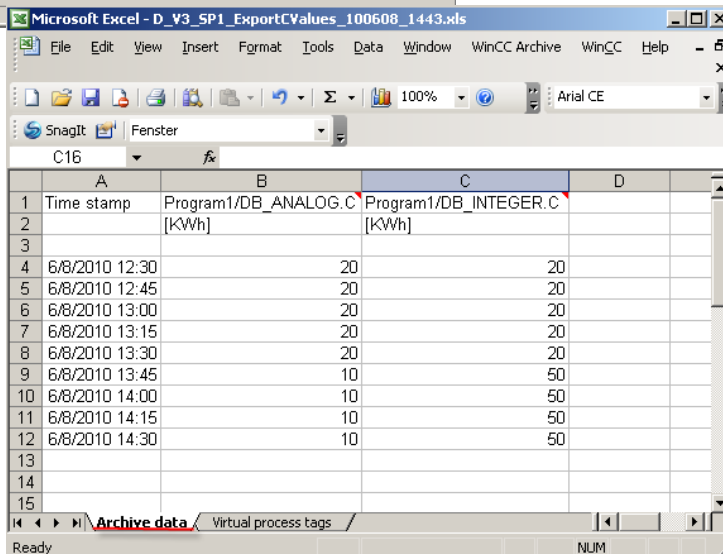 Microsoft Excel - D_V3_SP1_ExportCValues_100608_1443.xls
File Edit View Insert Format Tools Data Window WinCC Archive WinCC Help
Σ 100% Arial CE
SnagIt Fenster
C16 fx
A B C D
1 Time stamp Program1/DB_ANALOG.C Program1/DB_INTEGER.C
2 [KWh] [KWh]
3
4 6/8/2010 12:30 20 20
5 6/8/2010 12:45 20 20
6 6/8/2010 13:00 20 20
7 6/8/2010 13:15 20 20
8 6/8/2010 13:30 20 20
9 6/8/2010 13:45 10 50
10 6/8/2010 14:00 10 50
11 6/8/2010 14:15 10 50
12 6/8/2010 14:30 10 50
13
14
15
Archive data Virtual process tags
Ready NUM